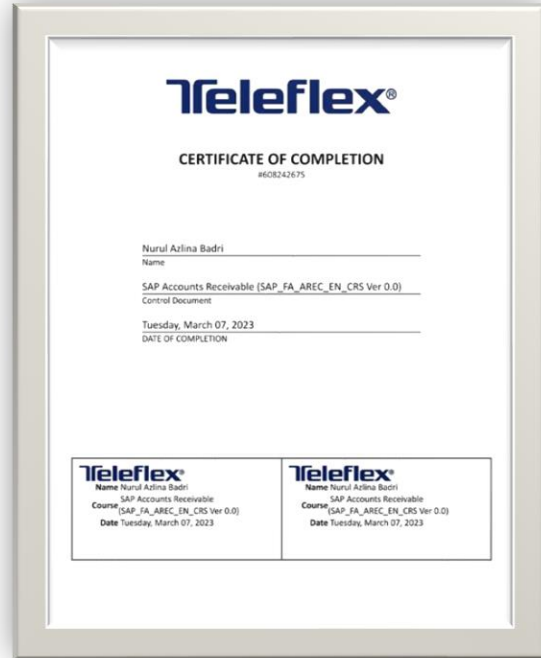 Teleflex®
CERTIFICATE OF COMPLETION
#608242675
Nurul Azlina Badri
Name
SAP Accounts Receivable (SAP_FA_AREC_EN_CRS Ver 0.0)
Control Document
Tuesday, March 07, 2023
DATE OF COMPLETION
Teleflex®
Name Nurul Azlina Badri
SAP Accounts Receivable
Course (SAP_FA_AREC_EN_CRS Ver 0.0)
Date Tuesday, March 07, 2023
Teleflex®
Name Nurul Azlina Badri
SAP Accounts Receivable
Course (SAP_FA_AREC_EN_CRS Ver 0.0)
Date Tuesday, March 07, 2023